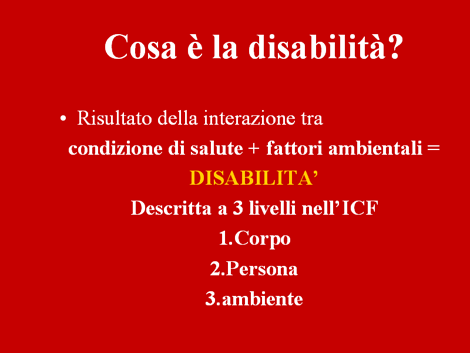 Cosa è la disabilità?
• Risultato della interazione tra
condizione di salute + fattori ambientali =
DISABILITA’
Descritta a 3 livelli nell’ICF
1.Corpo
2.Persona
3.ambiente